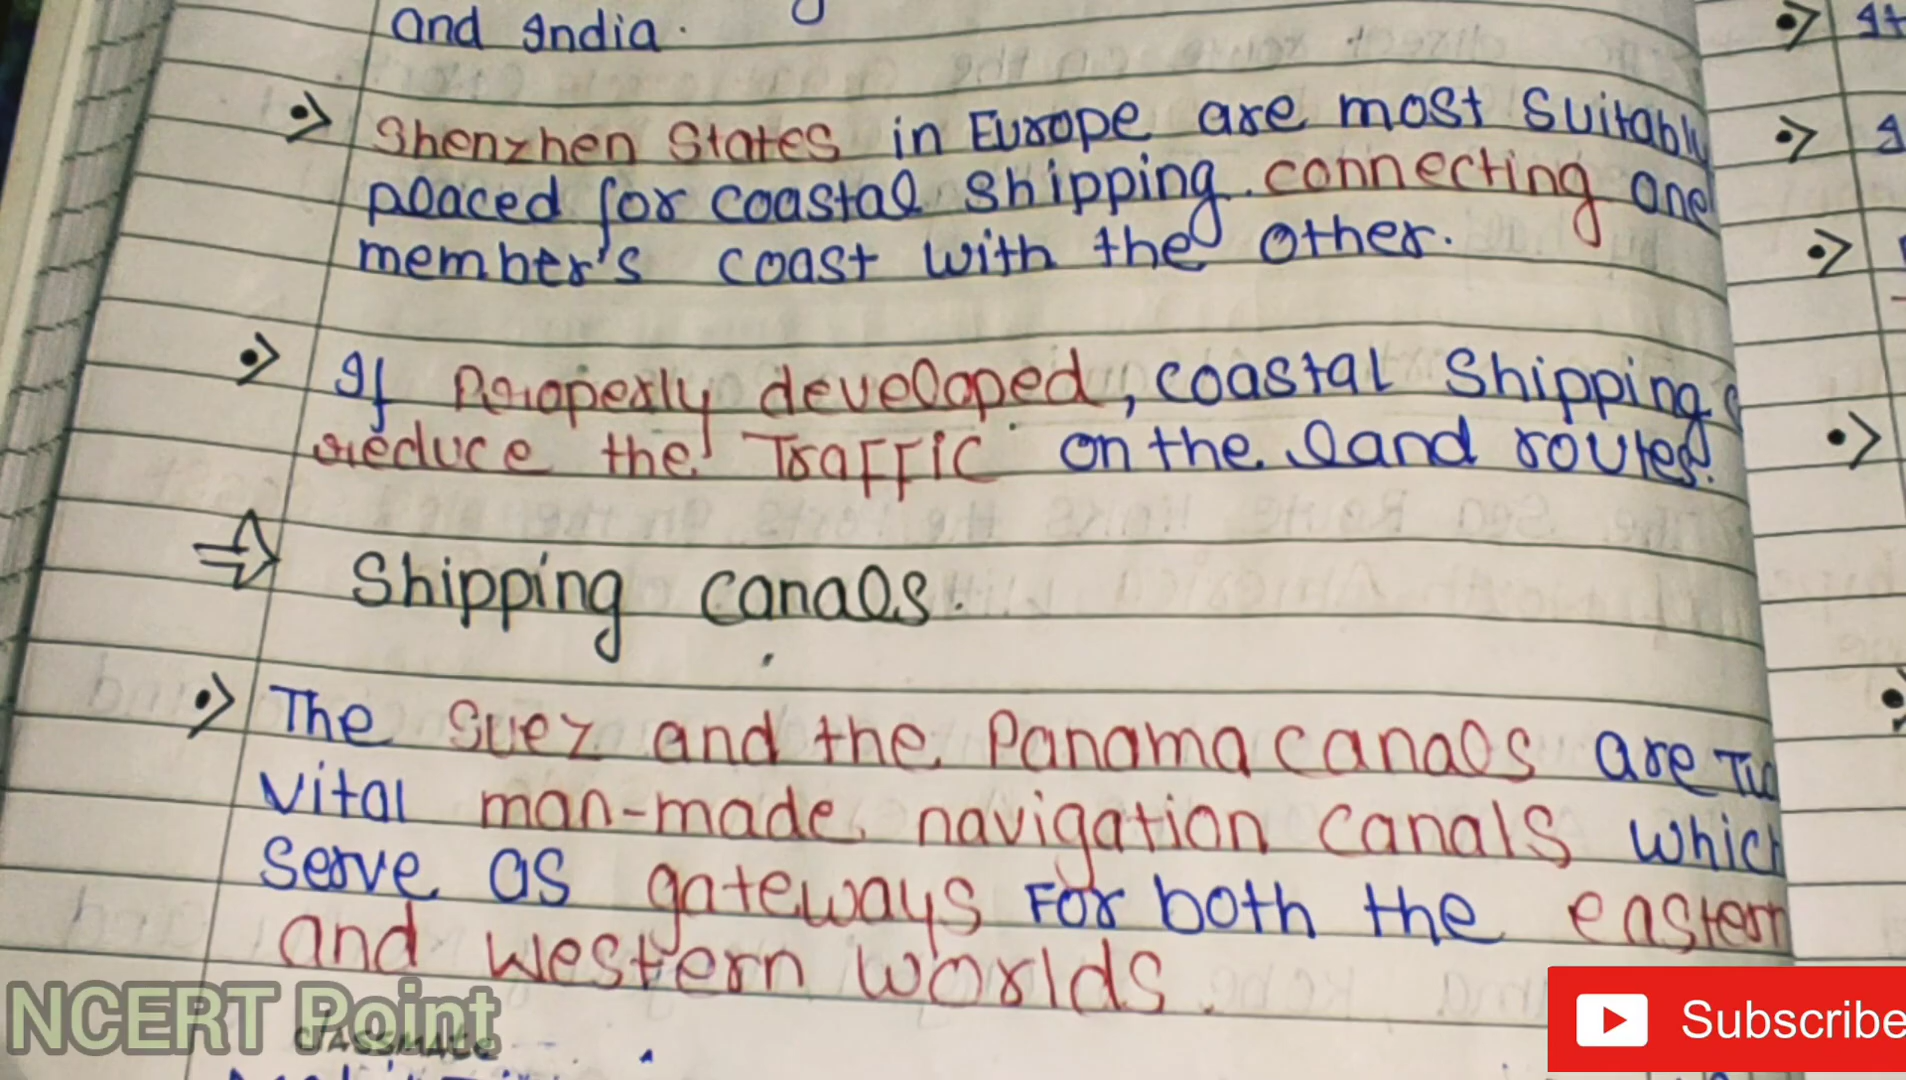 and India.
Shenzhen States in Europe are most Suitably
placed for coastal Shipping connecting one
member's coast with the other.
If Properly developed, coastal Shipping
reduce the Traffic on the land routes.
Shipping canals.
The Suez and the Panama canals are
vital man-made navigation canals which
Serve as gateways For both the eastern
and western worlds.
NCERT Point
classmate
Subscribe